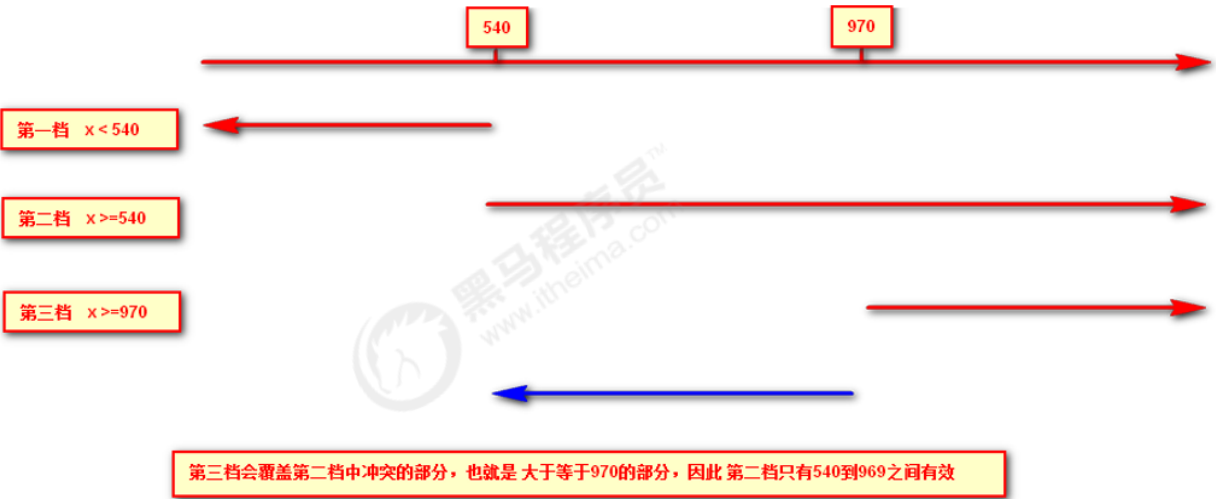 540
970
第一档 x < 540
第二档 x >=540
第三档 x >=970
黑马程序员™
www.itheima.com
第三档会覆盖第二档中冲突的部分，也就是 大于等于970的部分，因此 第二档只有540到969之间有效